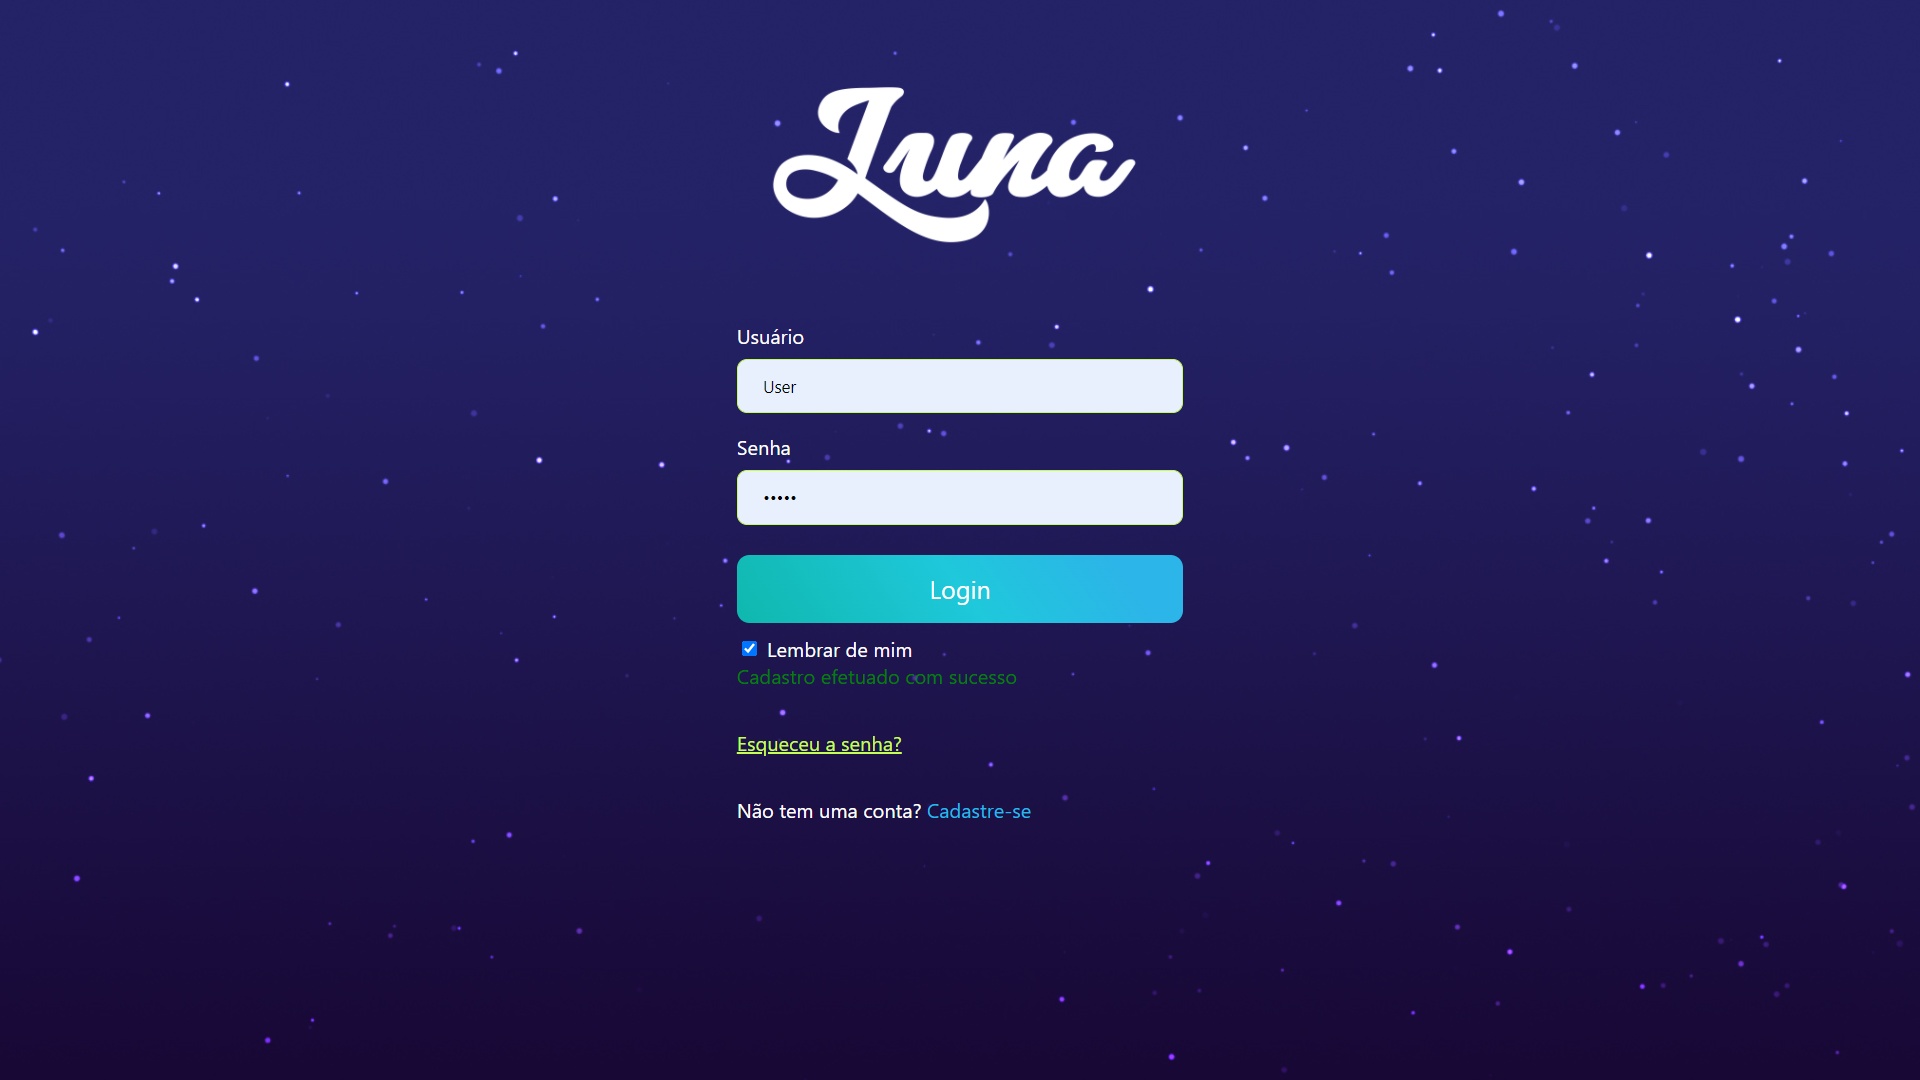 Luna
Usuário
User
Senha
•••••
Login
Lembrar de mim
Cadastro efetuado com sucesso
Esqueceu a senha?
Não tem uma conta? Cadastre-se